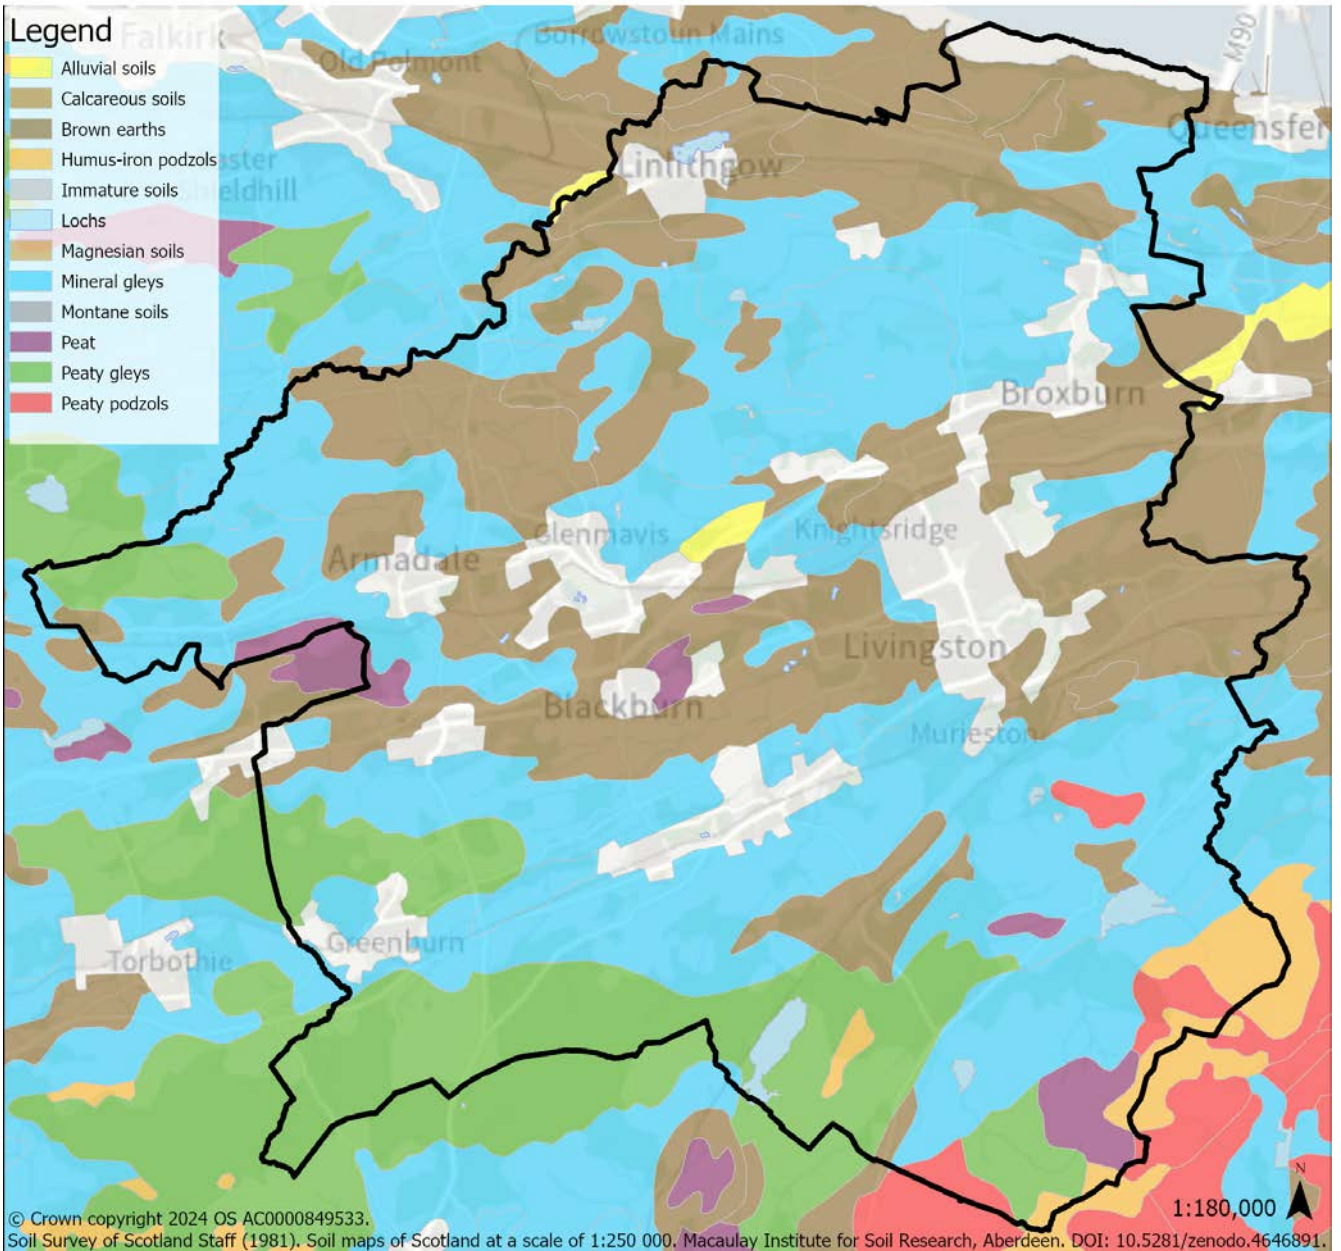 Legend
Alluvial soils
Calcareous soils
Brown earths
Humus-iron podzols
Immature soils
Lochs
Magnesian soils
Mineral gleys
Montane soils
Peat
Peaty gleys
Peaty podzols
Falkirk
Old Polmont
Borrowstoun Mains
M90
Queensfer
Linlithgow
Shieldhill
Broxburn
Armadale
Glenmavis
Knightsridge
Livingston
Blackburn
Murieston
Greenburn
Torbothie
N
1:180,000
© Crown copyright 2024 OS AC0000849533.
Soil Survey of Scotland Staff (1981). Soil maps of Scotland at a scale of 1:250 000. Macaulay Institute for Soil Research, Aberdeen. DOI: 10.5281/zenodo.4646891.